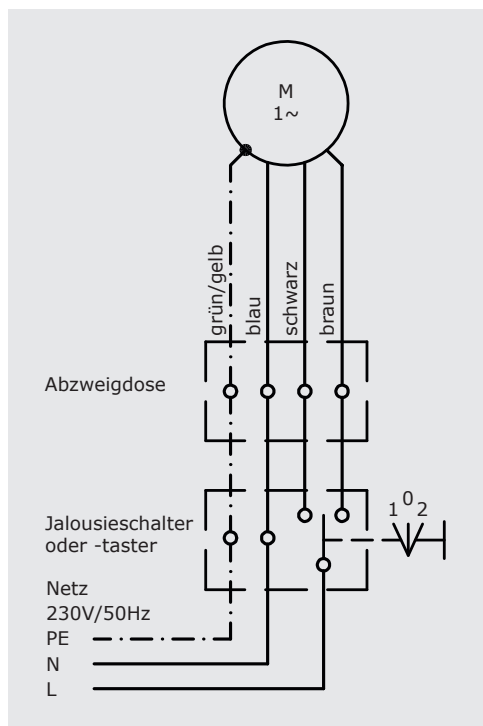 M
1~
grün/gelb
blau
schwarz
braun
Abzweigdose
Jalousieschalter
oder -taster
1 0 2
Netz
230V/50Hz
PE
N
L